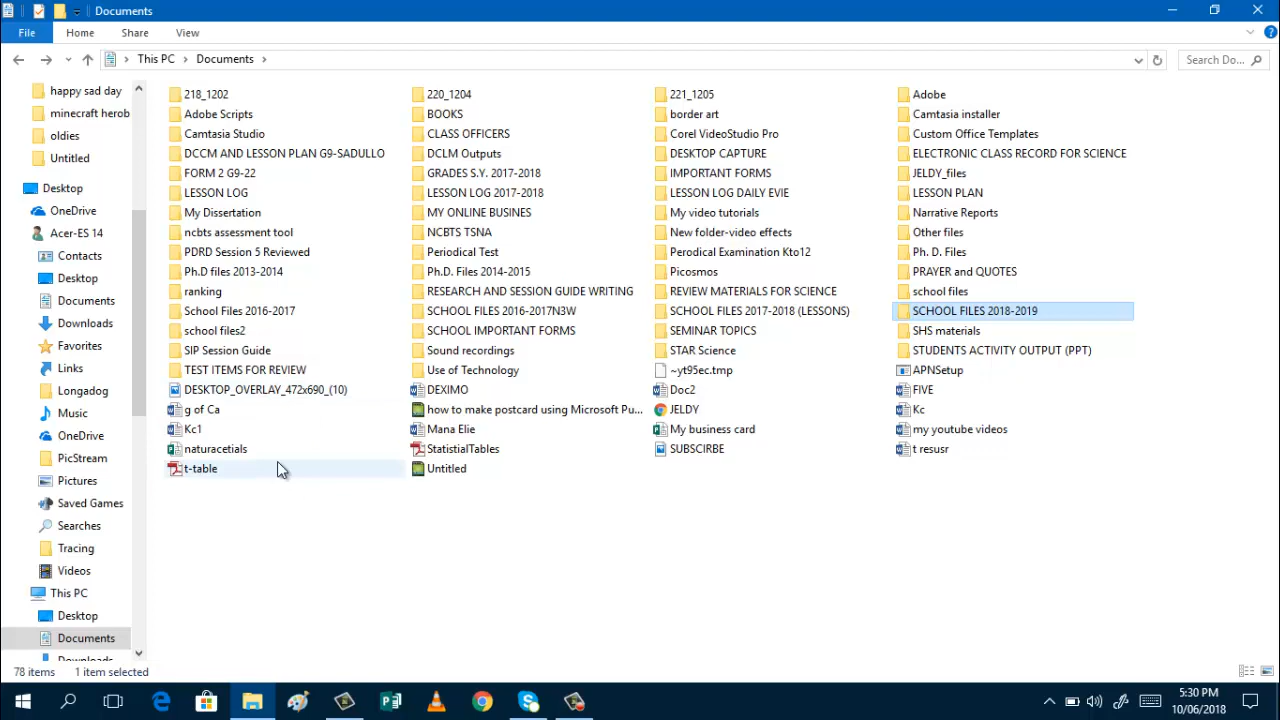 Documents
File Home Share View
This PC Documents Search Do...
happy sad day
minecraft herob
oldies
Untitled
Desktop
OneDrive
Acer-ES 14
Contacts
Desktop
Documents
Downloads
Favorites
Links
Longadog
Music
OneDrive
PicStream
Pictures
Saved Games
Searches
Tracing
Videos
This PC
Desktop
Documents
218_1202 220_1204 221_1205 Adobe
Adobe Scripts BOOKS border art Camtasia installer
Camtasia Studio CLASS OFFICERS Corel VideoStudio Pro Custom Office Templates
DCCM AND LESSON PLAN G9-SADULLO DCLM Outputs DESKTOP CAPTURE ELECTRONIC CLASS RECORD FOR SCIENCE
FORM 2 G9-22 GRADES S.Y. 2017-2018 IMPORTANT FORMS JELDY_files
LESSON LOG LESSON LOG 2017-2018 LESSON LOG DAILY EVIE LESSON PLAN
My Dissertation MY ONLINE BUSINES My video tutorials Narrative Reports
ncbts assessment tool NCBTS TSNA New folder-video effects Other files
PDRD Session 5 Reviewed Periodical Test Perodical Examination Kto12 Ph. D. Files
Ph.D files 2013-2014 Ph.D. Files 2014-2015 Picosmos PRAYER and QUOTES
ranking RESEARCH AND SESSION GUIDE WRITING REVIEW MATERIALS FOR SCIENCE school files
School Files 2016-2017 SCHOOL FILES 2016-2017N3W SCHOOL FILES 2017-2018 (LESSONS) SCHOOL FILES 2018-2019
school files2 SCHOOL IMPORTANT FORMS SEMINAR TOPICS SHS materials
SIP Session Guide Sound recordings STAR Science STUDENTS ACTIVITY OUTPUT (PPT)
TEST ITEMS FOR REVIEW Use of Technology ~yt95ec.tmp APNSetup
DESKTOP_OVERLAY_472x690_(10) DEXIMO Doc2 FIVE
g of Ca how to make postcard using Microsoft Pu... JELDY Kc
Kc1 Mana Elie My business card my youtube videos
naturacetials StatistialTables SUBSCIRBE t resusr
t-table Untitled
78 items 1 item selected
5:30 PM
10/06/2018